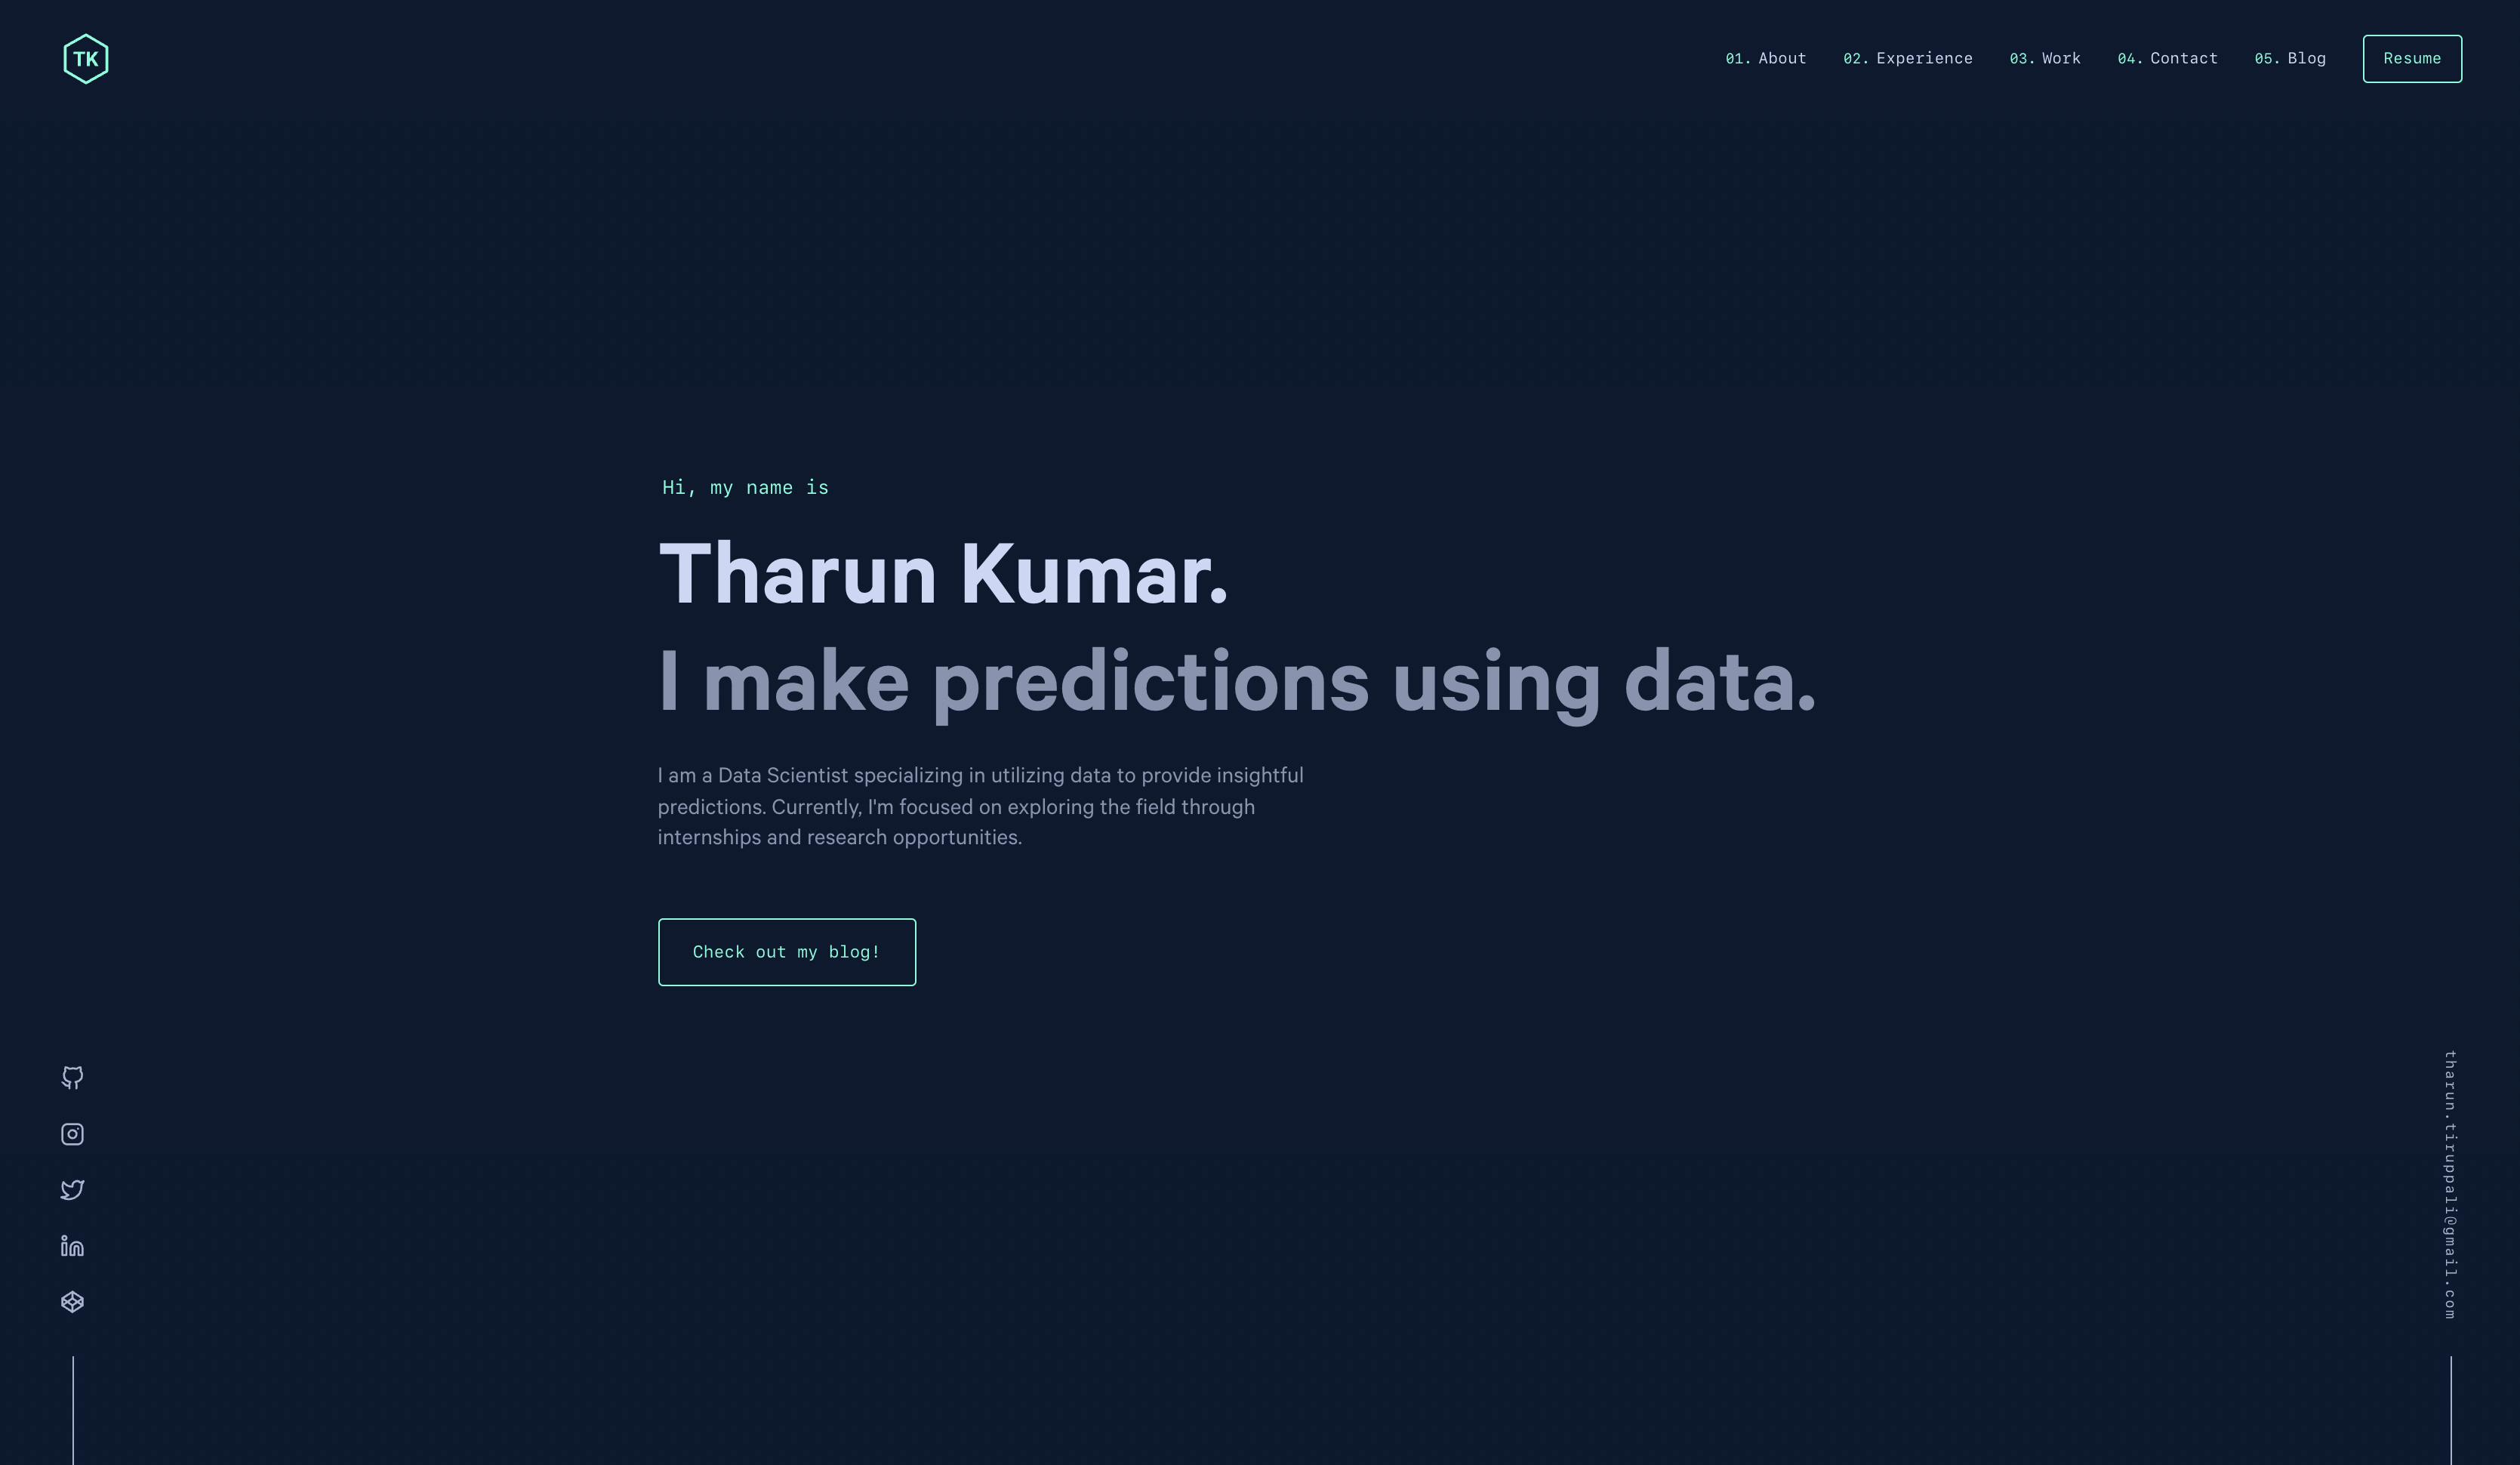 TK
01. About
02. Experience
03. Work
04. Contact
05. Blog
Resume
Hi, my name is
Tharun Kumar.
I make predictions using data.
I am a Data Scientist specializing in utilizing data to provide insightful
predictions. Currently, I'm focused on exploring the field through
internships and research opportunities.
Check out my blog!
tharun.tiruppali@gmail.com